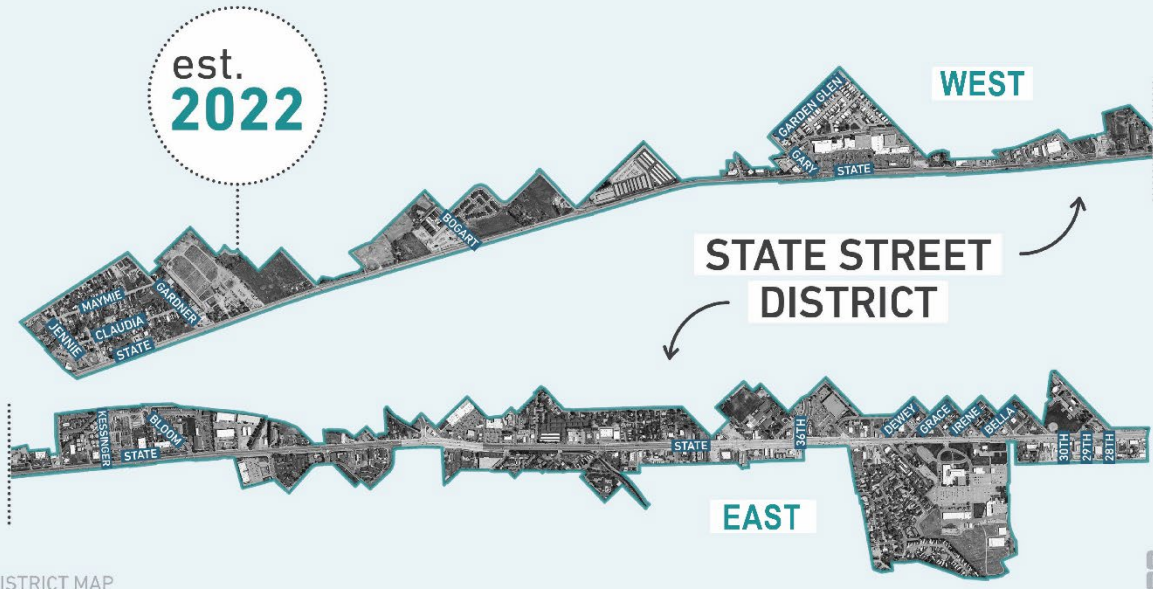 est.
2022
WEST
GARDEN GLEN
GARY
STATE
BOGART
MAYMIE
GARDNER
JENNIE
CLAUDIA
STATE
STATE STREET
DISTRICT
KESSINGER
BLOOM
STATE
STATE
36TH
DEWEY
GRACE
IRENE
BELLA
30TH
29TH
28TH
EAST
ISTRICT MAP